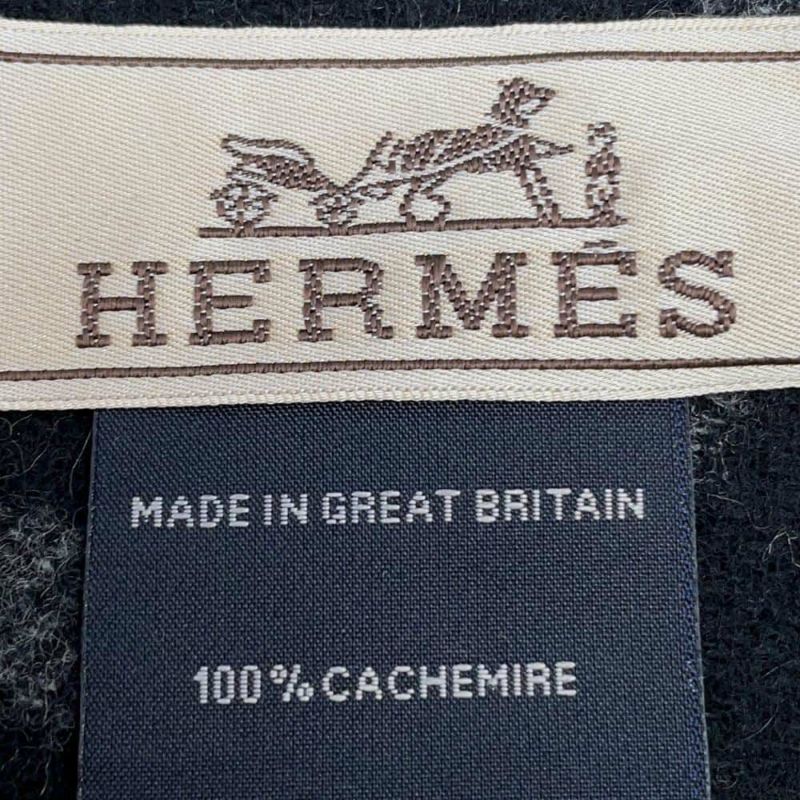 HERMÈS
MADE IN GREAT BRITAIN
100% CACHEMIRE